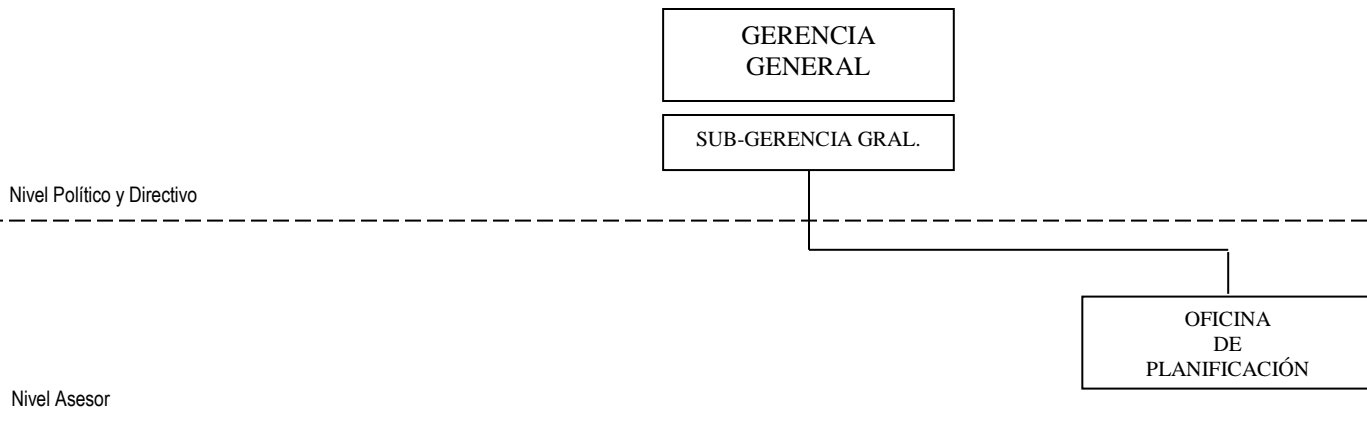 GERENCIA
GENERAL
SUB-GERENCIA GRAL.
Nivel Político y Directivo
OFICINA
DE
PLANIFICACIÓN
Nivel Asesor